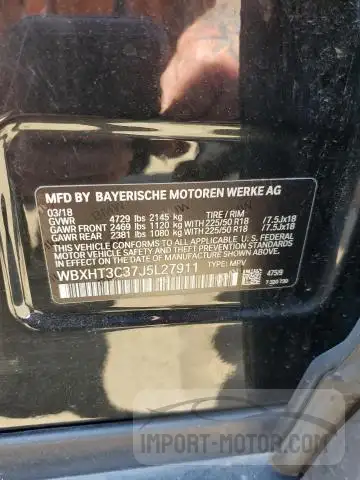 MFD BY BAYERISCHE MOTOREN WERKE AG
03/18
GVWR 4729 lbs 2145 kg TIRE / RIM
GAWR FRONT 2469 lbs 1120 kg WITH 225/50 R18 / 7.5Jx18
GAWR REAR 2381 lbs 1080 kg WITH 225/50 R18 / 7.5Jx18
THIS VEHICLE CONFORMS TO ALL APPLICABLE U.S. FEDERAL
MOTOR VEHICLE SAFETY, BUMPER, AND THEFT PREVENTION
STANDARDS IN EFFECT ON THE DATE OF MANUFACTURE SHOWN ABOVE.
WBXHT3C37J5L27911 TYPE: MPV
475/9
IMPORT-MOTOR.COM